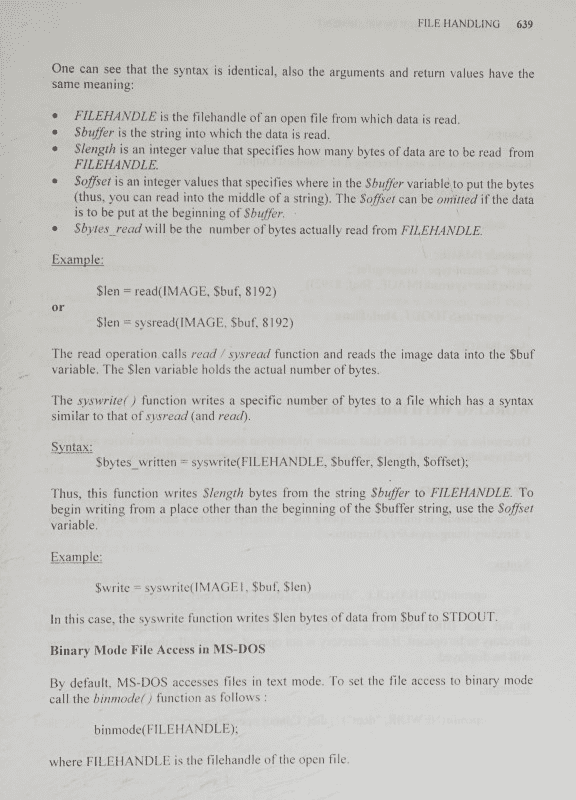 FILE HANDLING 639
One can see that the syntax is identical, also the arguments and return values have the
same meaning:
• FILEHANDLE is the filehandle of an open file from which data is read.
• $buffer is the string into which the data is read.
• $length is an integer value that specifies how many bytes of data are to be read from
FILEHANDLE.
• $offset is an integer values that specifies where in the $buffer variable to put the bytes
(thus, you can read into the middle of a string). The $offset can be omitted if the data
is to be put at the beginning of $buffer.
• $bytes_read will be the number of bytes actually read from FILEHANDLE.
Example:
$len = read(IMAGE, $buf, 8192)
or
$len = sysread(IMAGE, $buf, 8192)
The read operation calls read / sysread function and reads the image data into the $buf
variable. The $len variable holds the actual number of bytes.
The syswrite( ) function writes a specific number of bytes to a file which has a syntax
similar to that of sysread (and read).
Syntax:
$bytes_written = syswrite(FILEHANDLE, $buffer, $length, $offset);
Thus, this function writes $length bytes from the string $buffer to FILEHANDLE. To
begin writing from a place other than the beginning of the $buffer string, use the $offset
variable.
Example:
$write = syswrite(IMAGE1, $buf, $len)
In this case, the syswrite function writes $len bytes of data from $buf to STDOUT.
Binary Mode File Access in MS-DOS
By default, MS-DOS accesses files in text mode. To set the file access to binary mode
call the binmode( ) function as follows :
binmode(FILEHANDLE);
where FILEHANDLE is the filehandle of the open file.